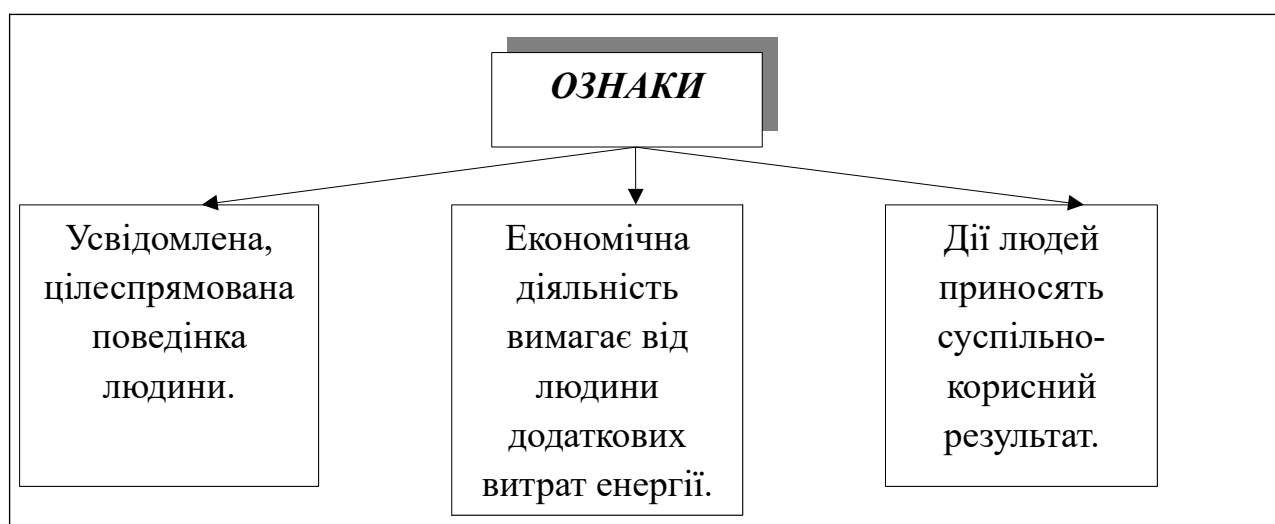 ОЗНАКИ
Усвідомлена,
цілеспрямована
поведінка
людини.
Економічна
діяльність
вимагає від
людини
додаткових
витрат енергії.
Дії людей
приносять
суспільно-
корисний
результат.